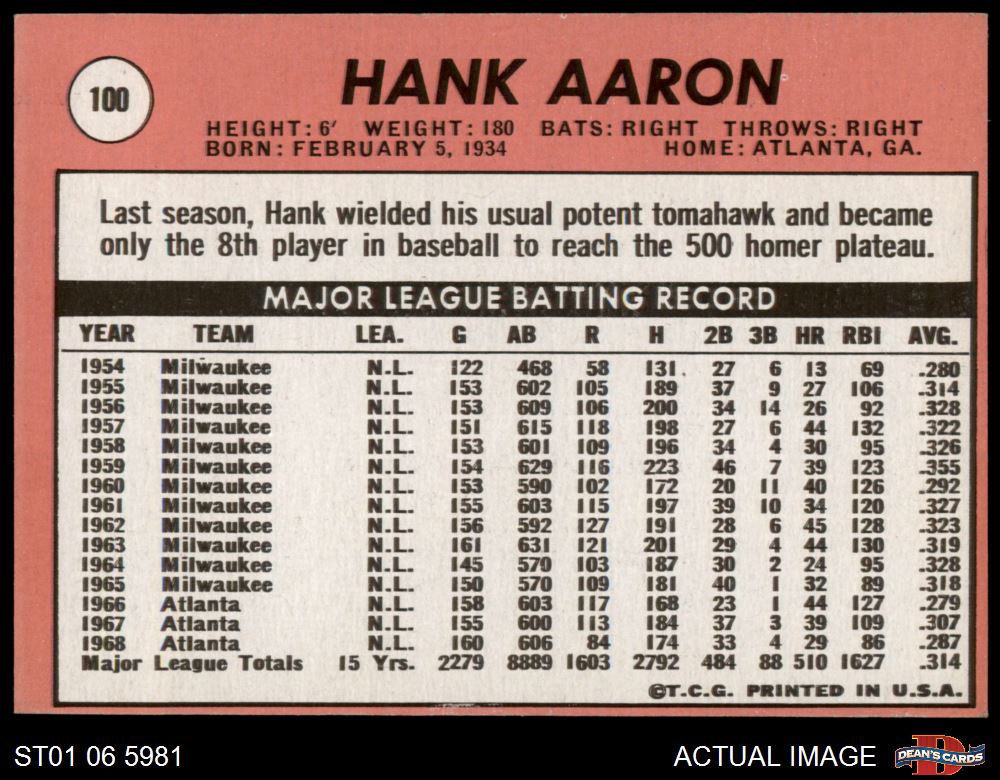 100
HANK AARON
HEIGHT: 6' WEIGHT: 180 BATS: RIGHT THROWS: RIGHT
BORN: FEBRUARY 5, 1934 HOME: ATLANTA, GA.
Last season, Hank wielded his usual potent tomahawk and became
only the 8th player in baseball to reach the 500 homer plateau.
MAJOR LEAGUE BATTING RECORD
YEAR TEAM LEA. G AB R H 2B 3B HR RBI AVG.
1954 Milwaukee N.L. 122 468 58 131 27 6 13 69 .280
1955 Milwaukee N.L. 153 602 105 189 37 9 27 106 .314
1956 Milwaukee N.L. 153 609 106 200 34 14 26 92 .328
1957 Milwaukee N.L. 151 615 118 198 27 6 44 132 .322
1958 Milwaukee N.L. 153 601 109 196 34 4 30 95 .326
1959 Milwaukee N.L. 154 629 116 223 46 7 39 123 .355
1960 Milwaukee N.L. 153 590 102 172 20 11 40 126 .292
1961 Milwaukee N.L. 155 603 115 197 39 10 34 120 .327
1962 Milwaukee N.L. 156 592 127 191 28 6 45 128 .323
1963 Milwaukee N.L. 161 631 121 201 29 4 44 130 .319
1964 Milwaukee N.L. 145 570 103 187 30 2 24 95 .328
1965 Milwaukee N.L. 150 570 109 181 40 1 32 89 .318
1966 Atlanta N.L. 158 603 117 168 23 1 44 127 .279
1967 Atlanta N.L. 155 600 113 184 37 3 39 109 .307
1968 Atlanta N.L. 160 606 84 174 33 4 29 86 .287
Major League Totals 15 Yrs. 2279 8889 1603 2792 484 88 510 1627 .314
©T.C.G. PRINTED IN U.S.A.
ST01 06 5981 ACTUAL IMAGE D DEAN'S CARDS